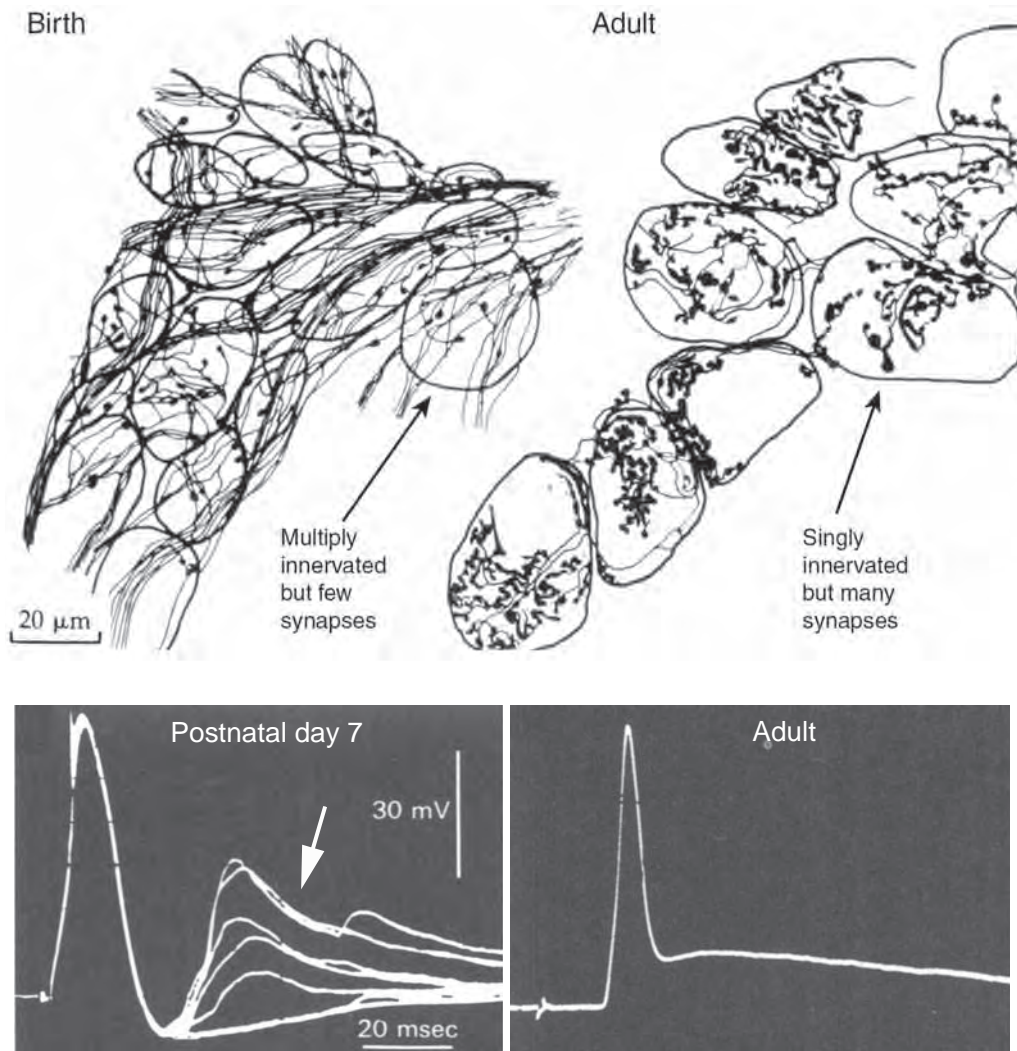 Birth
Adult
Multiply
innervated
but few
synapses
Singly
innervated
but many
synapses
20 μm
Postnatal day 7
30 mV
20 msec
Adult